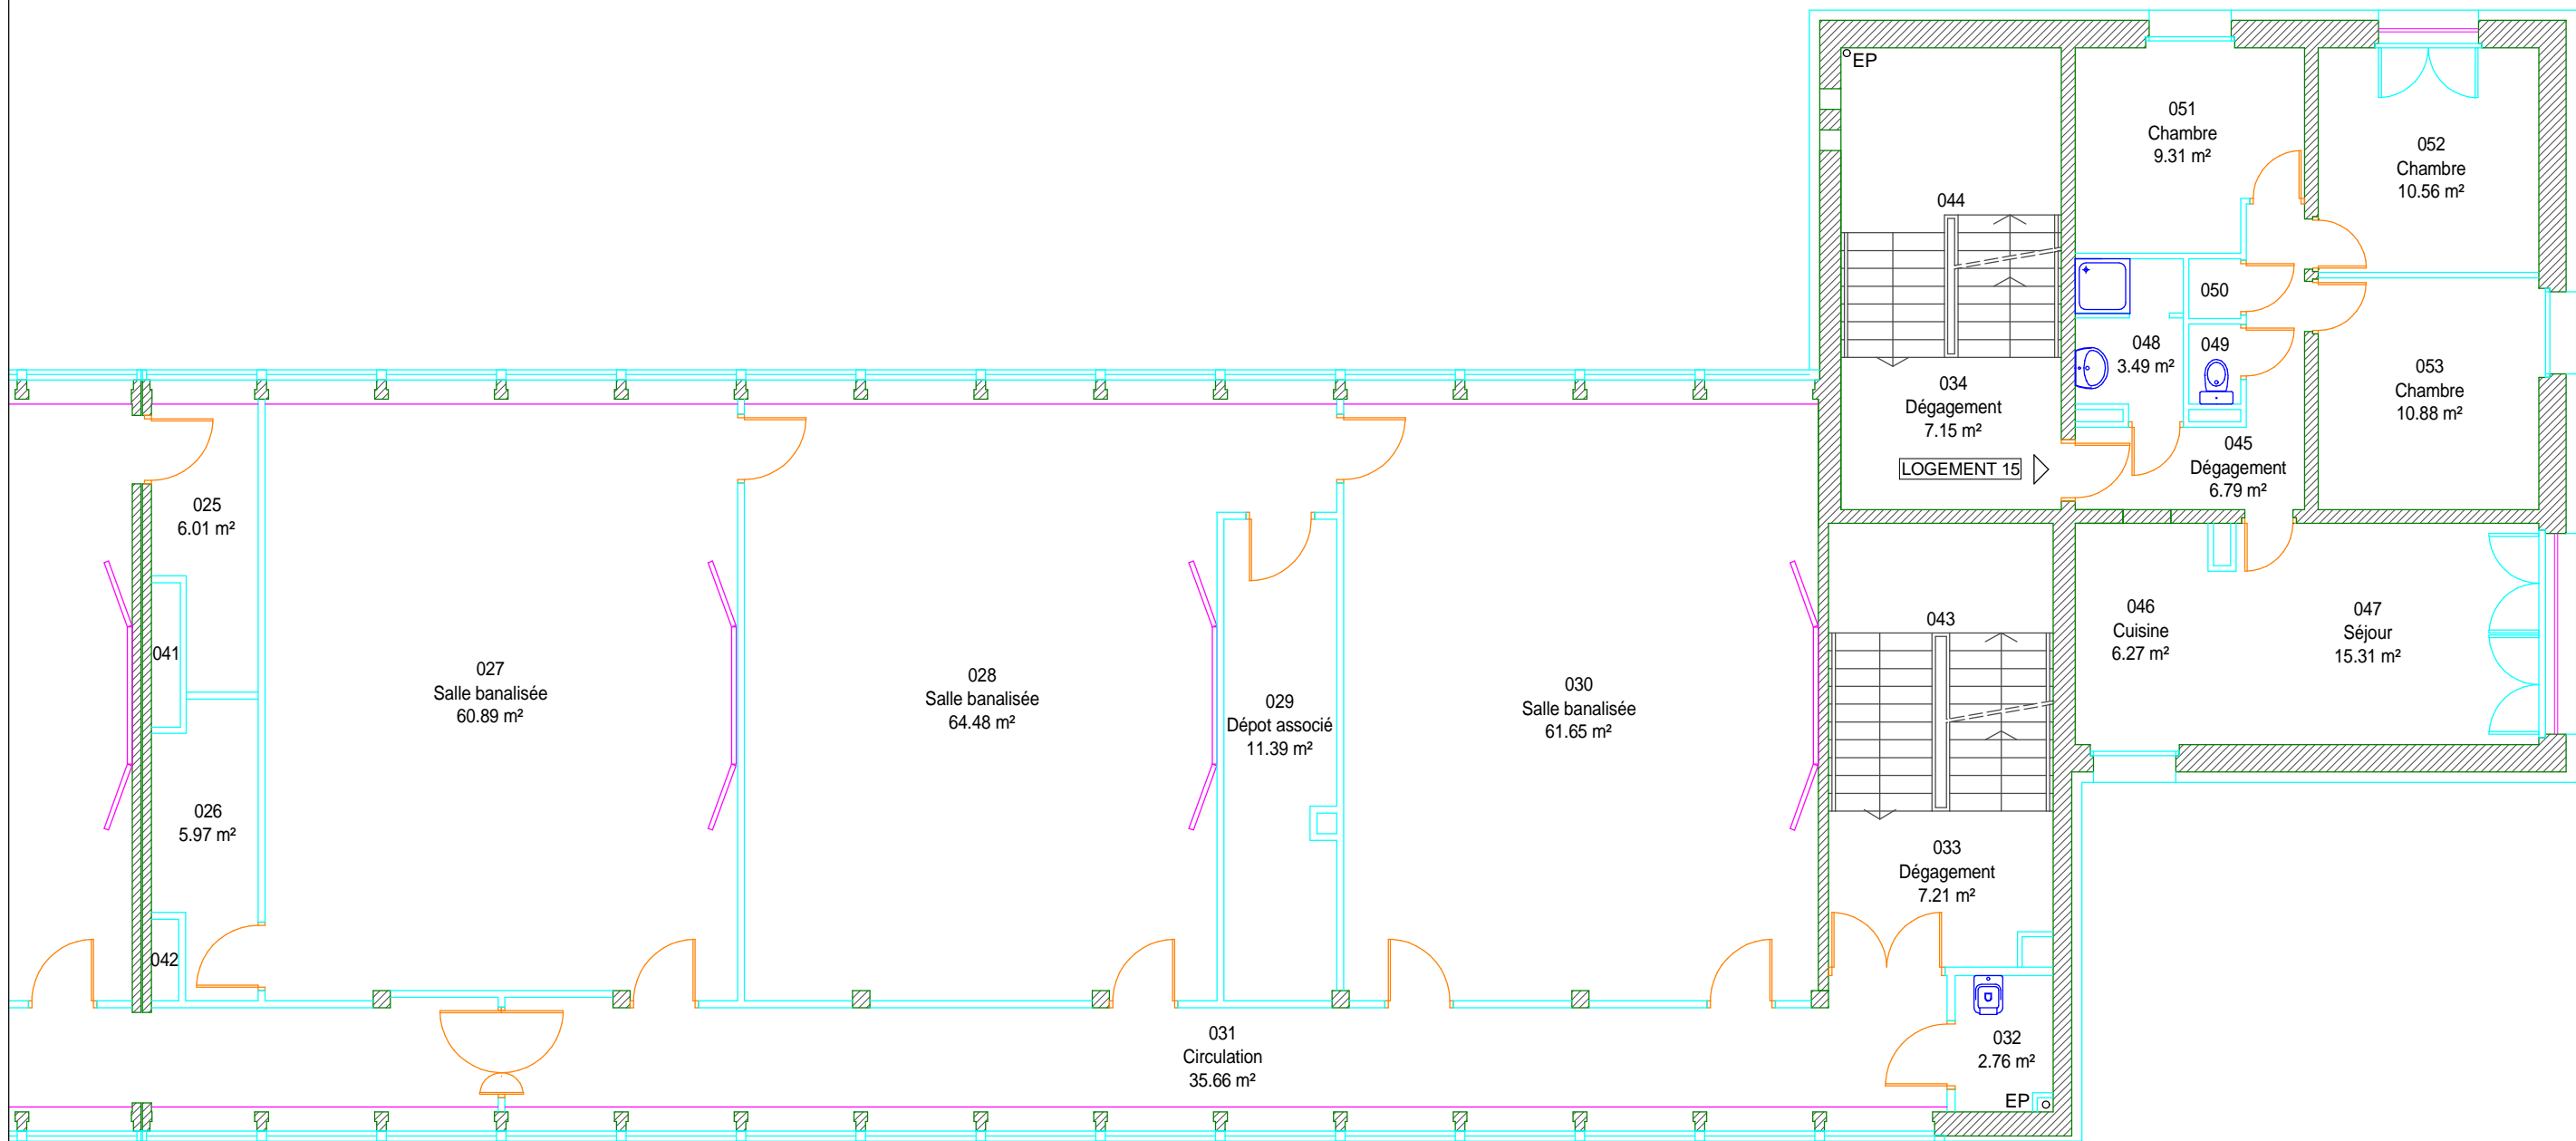 EP
051
Chambre
9.31 m²
052
Chambre
10.56 m²
044
050
048
3.49 m²
049
053
Chambre
10.88 m²
034
Dégagement
7.15 m²
LOGEMENT 15
045
Dégagement
6.79 m²
025
6.01 m²
041
027
Salle banalisée
60.89 m²
028
Salle banalisée
64.48 m²
029
Dépot associé
11.39 m²
030
Salle banalisée
61.65 m²
043
046
Cuisine
6.27 m²
047
Séjour
15.31 m²
026
5.97 m²
042
033
Dégagement
7.21 m²
031
Circulation
35.66 m²
032
2.76 m²
EP